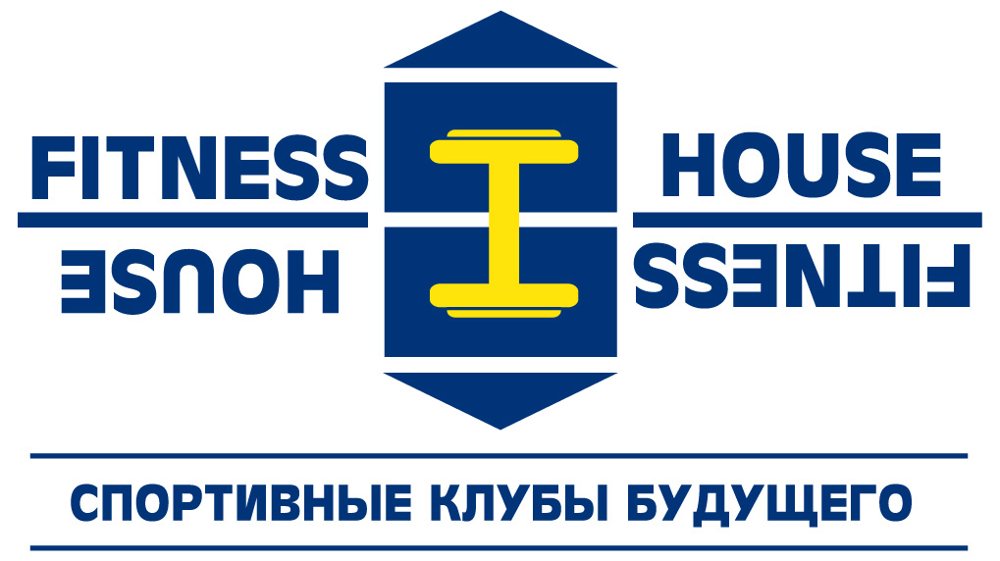 FITNESS HOUSE
HOUSE FITNESS
СПОРТИВНЫЕ КЛУБЫ БУДУЩЕГО